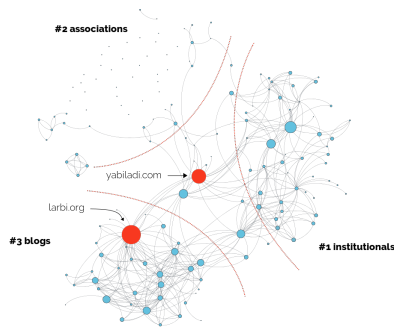 #2 associations
yabiladi.com
larbi.org
#3 blogs
#1 institutionals